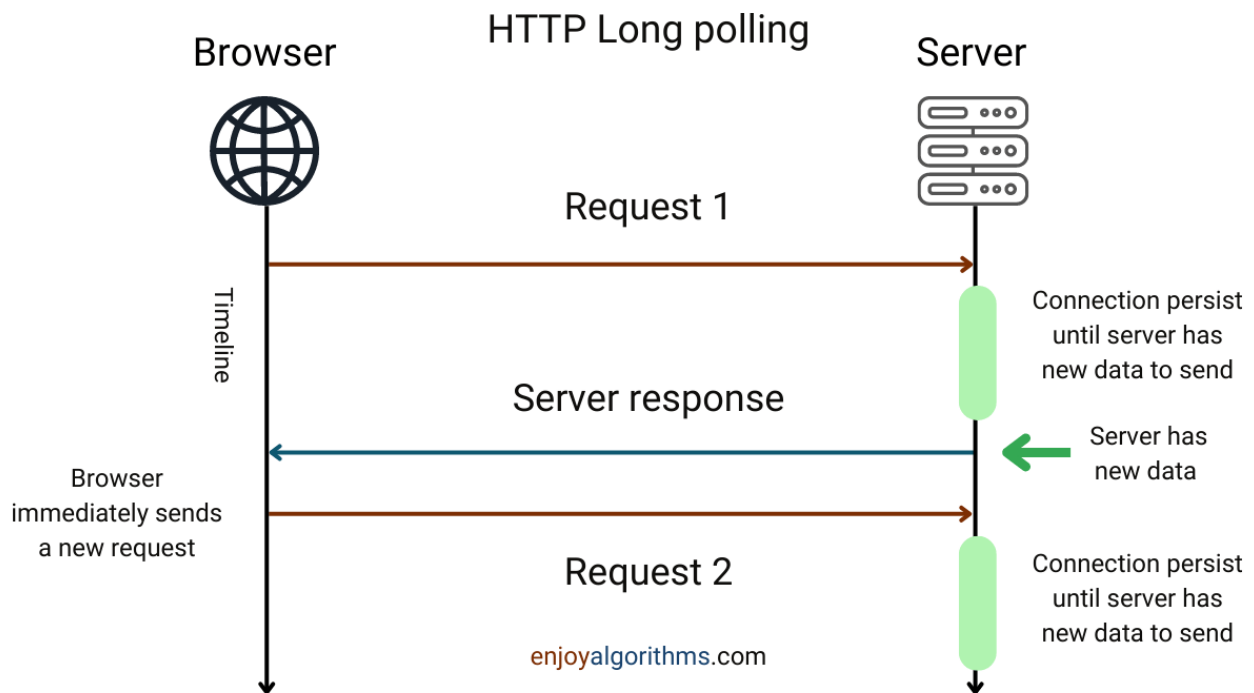 HTTP Long polling
Browser
Server
Request 1
Timeline
Connection persist
until server has
new data to send
Server response
Server has
new data
Browser
immediately sends
a new request
Request 2
Connection persist
until server has
new data to send
enjoyalgorithms.com